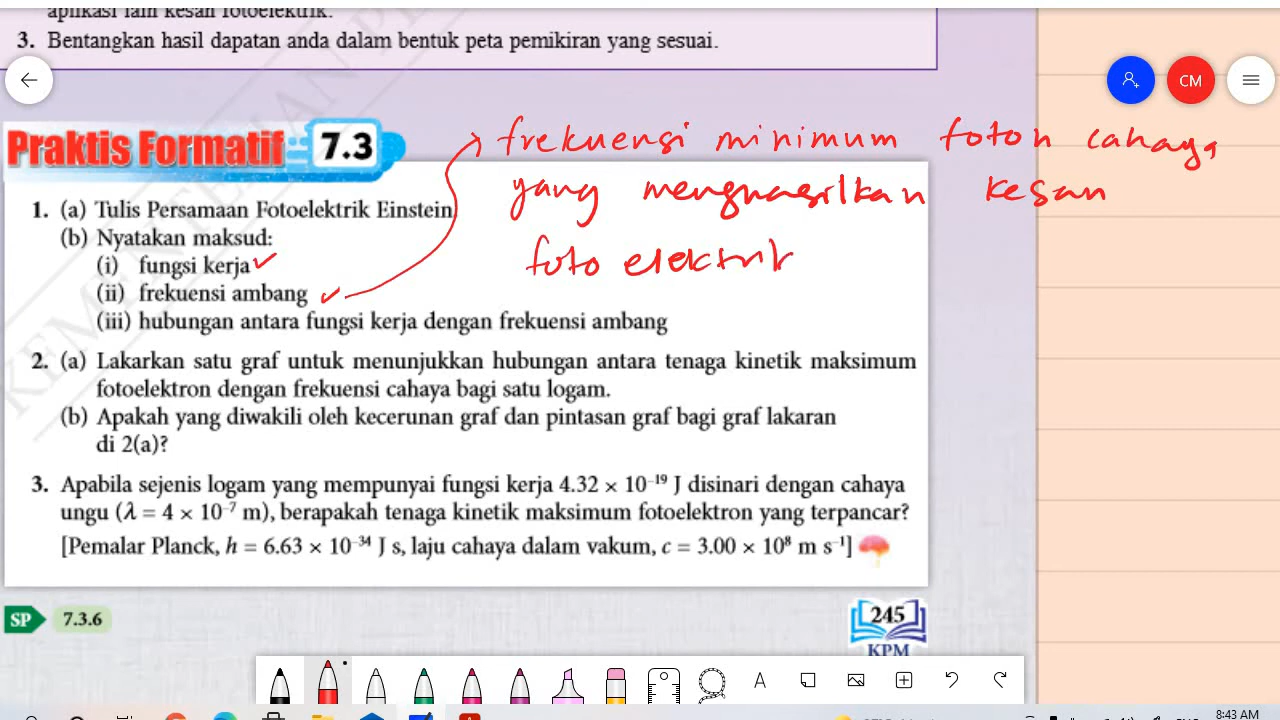 aplikasi lain kesan fotoelektrik.
3. Bentangkan hasil dapatan anda dalam bentuk peta pemikiran yang sesuai.
CM
Praktis Formatif 7.3
frekuensi minimum foton cahaya,
yang menghasilkan kesan
foto elektrik
1. (a) Tulis Persamaan Fotoelektrik Einstein
(b) Nyatakan maksud:
(i) fungsi kerja ✓
(ii) frekuensi ambang ✓
(iii) hubungan antara fungsi kerja dengan frekuensi ambang
2. (a) Lakarkan satu graf untuk menunjukkan hubungan antara tenaga kinetik maksimum
fotoelektron dengan frekuensi cahaya bagi satu logam.
(b) Apakah yang diwakili oleh kecerunan graf dan pintasan graf bagi graf lakaran
di 2(a)?
3. Apabila sejenis logam yang mempunyai fungsi kerja 4.32 × 10⁻¹⁹ J disinari dengan cahaya
ungu (λ = 4 × 10⁻⁷ m), berapakah tenaga kinetik maksimum fotoelektron yang terpancar?
[Pemalar Planck, h = 6.63 × 10⁻³⁴ J s, laju cahaya dalam vakum, c = 3.00 × 10⁸ m s⁻¹]
SP 7.3.6
245
KPM
A
8:43 AM